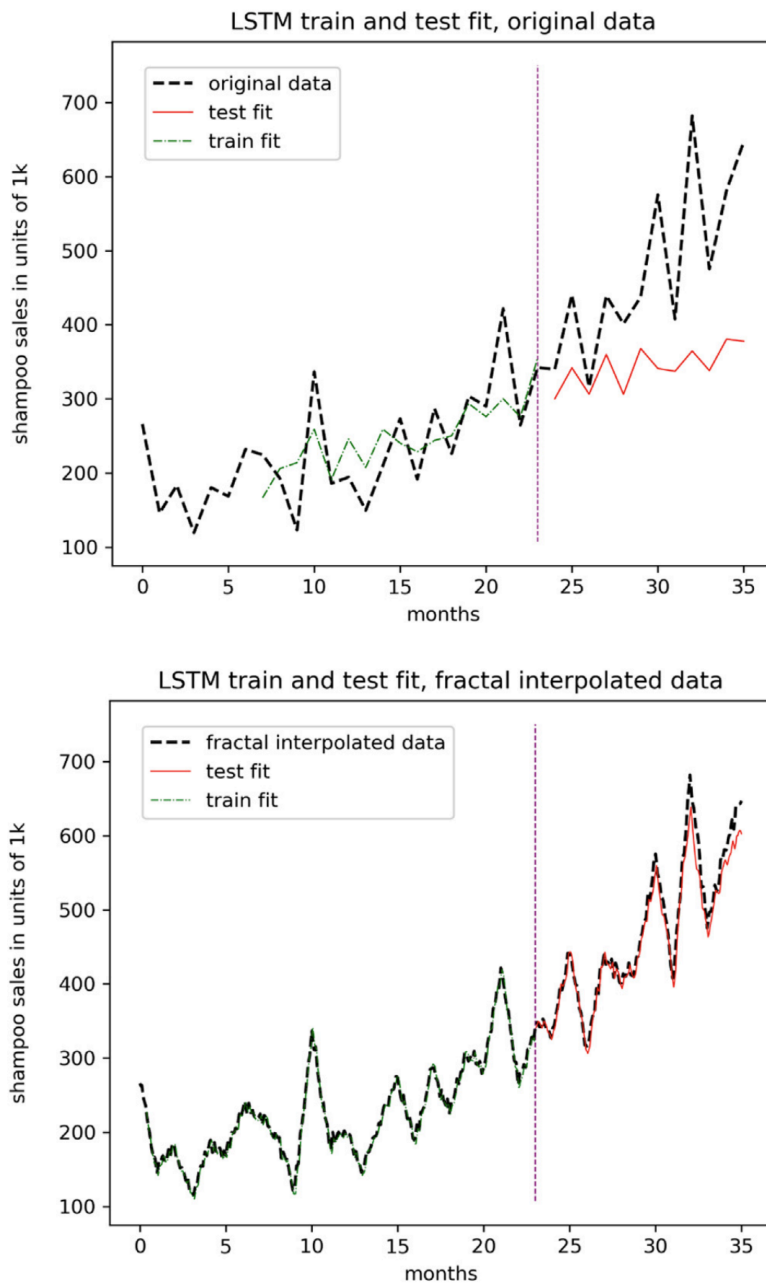 LSTM train and test fit, original data
original data
test fit
train fit
shampoo sales in units of 1k
700
600
500
400
300
200
100
0 5 10 15 20 25 30 35
months
LSTM train and test fit, fractal interpolated data
fractal interpolated data
test fit
train fit
shampoo sales in units of 1k
700
600
500
400
300
200
100
0 5 10 15 20 25 30 35
months